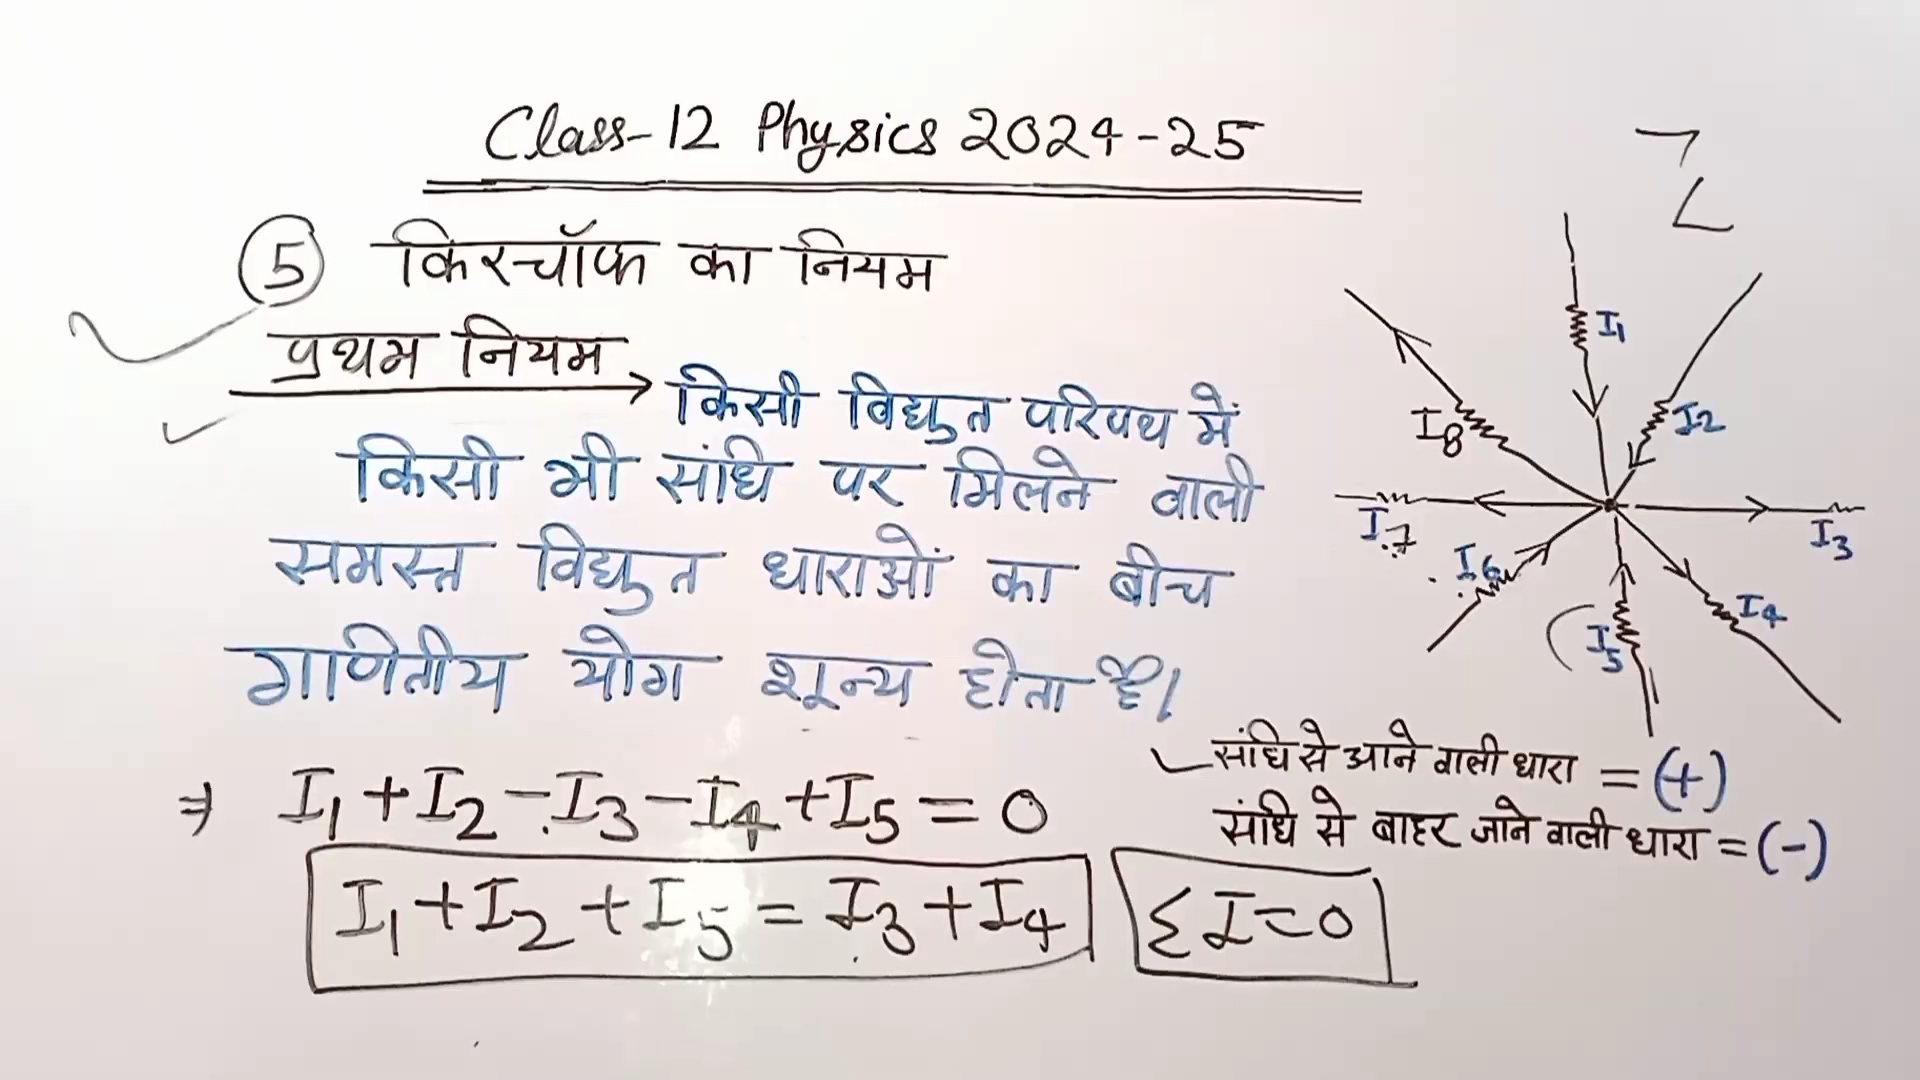 Class-12 Physics 2024-25
5 किरचॉफ का नियम
प्रथम नियम
किसी विद्युत परिपथ में
किसी भी संधि पर मिलने वाली
समस्त विद्युत धाराओं का बीच
गाणितीय योग शून्य होता है।
⇒ I₁+I₂-I₃-I₄+I₅=0
I₁+I₂+I₅=I₃+I₄
ΣI=0
I₁
I₂
I₈
I₇
I₃
I₆
I₄
I₅
संधि से आने वाली धारा = (+)
संधि से बाहर जाने वाली धारा = (-)